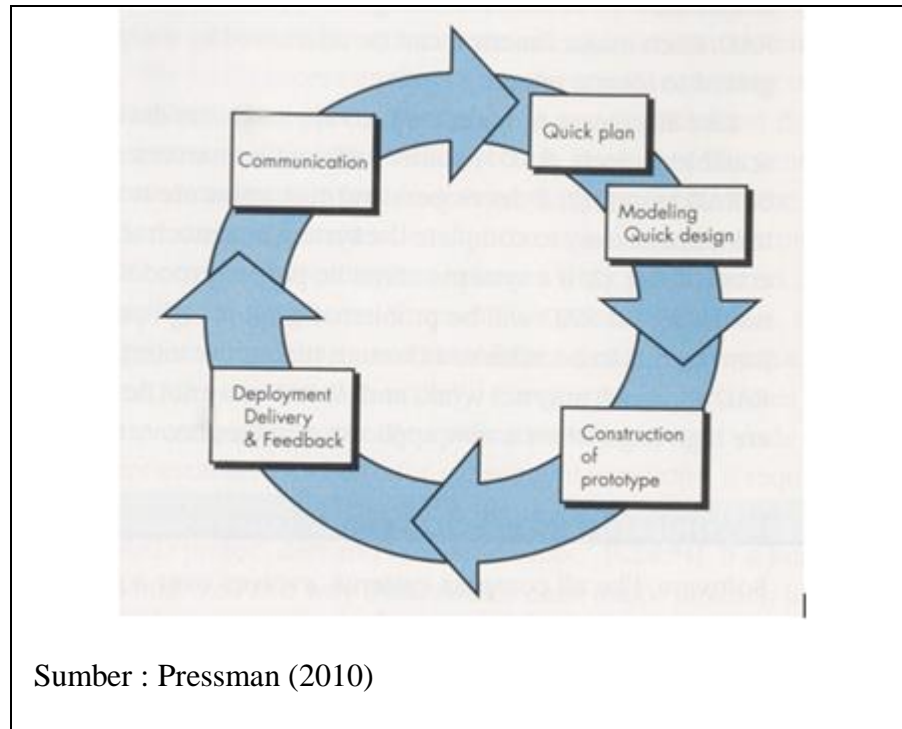 Communication
Quick plan
Modeling
Quick design
Construction
of
prototype
Deployment
Delivery
& Feedback
Sumber : Pressman (2010)